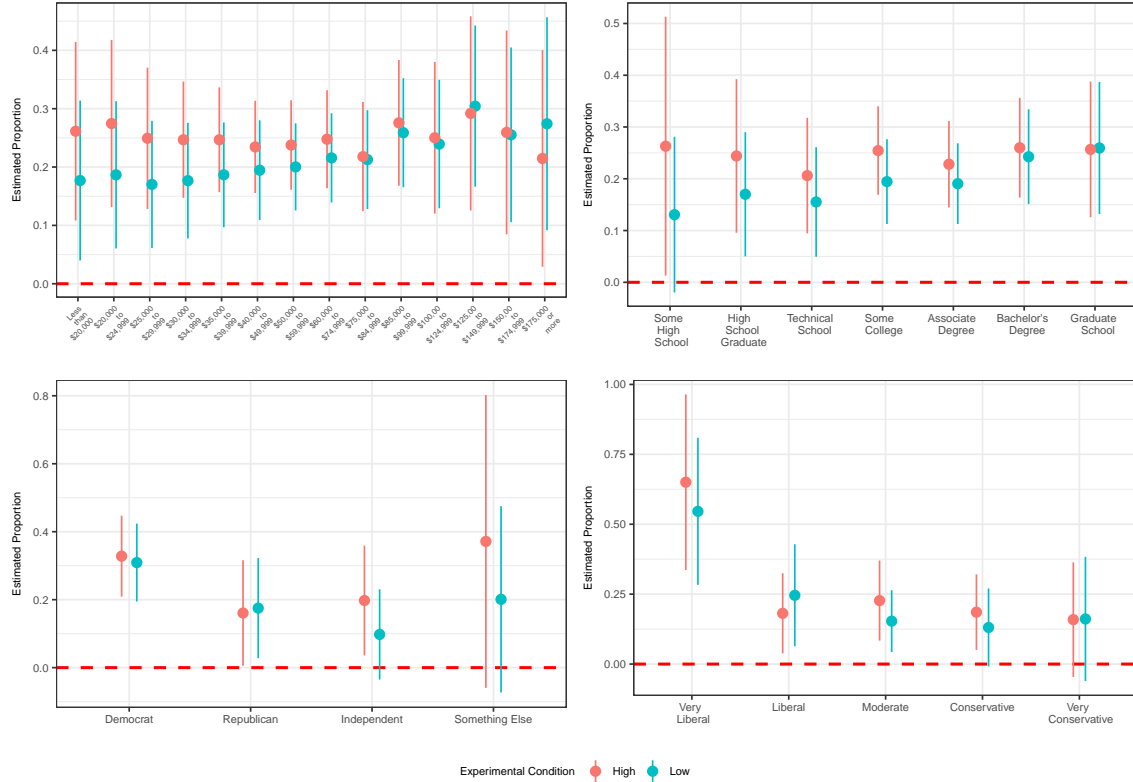 Estimated Proportion
0.4
0.3
0.2
0.1
0.0
Less than $20,000
$20,000 to $24,999
$25,000 to $29,999
$30,000 to $34,999
$35,000 to $39,999
$40,000 to $49,999
$50,000 to $59,999
$60,000 to $74,999
$75,000 to $84,999
$85,000 to $99,999
$100,00 to $124,999
$125,00 to $149,999
$150,00 to $174,999
$175,000 or more
Estimated Proportion
0.5
0.4
0.3
0.2
0.1
0.0
Some High School
High School Graduate
Technical School
Some College
Associate Degree
Bachelor's Degree
Graduate School
Estimated Proportion
0.8
0.6
0.4
0.2
0.0
Democrat
Republican
Independent
Something Else
Estimated Proportion
1.00
0.75
0.50
0.25
0.00
Very Liberal
Liberal
Moderate
Conservative
Very Conservative
Experimental Condition High Low